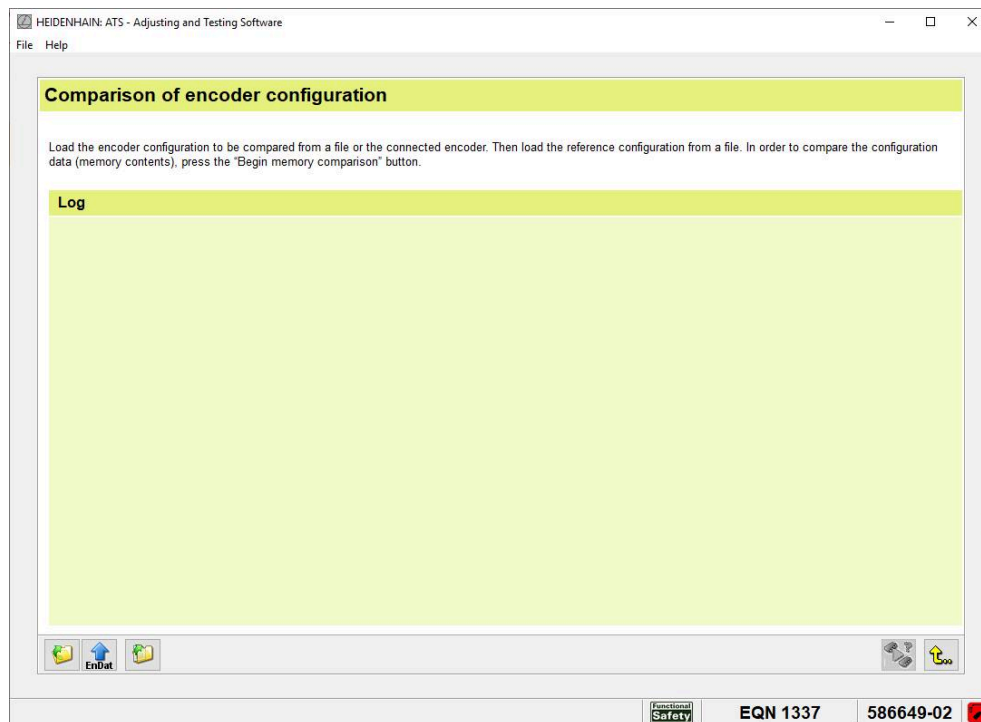 HEIDENHAIN: ATS - Adjusting and Testing Software
File Help
Comparison of encoder configuration
Load the encoder configuration to be compared from a file or the connected encoder. Then load the reference configuration from a file. In order to compare the configuration
data (memory contents), press the "Begin memory comparison" button.
Log
EnDat
Functional
Safety
EQN 1337
586649-02